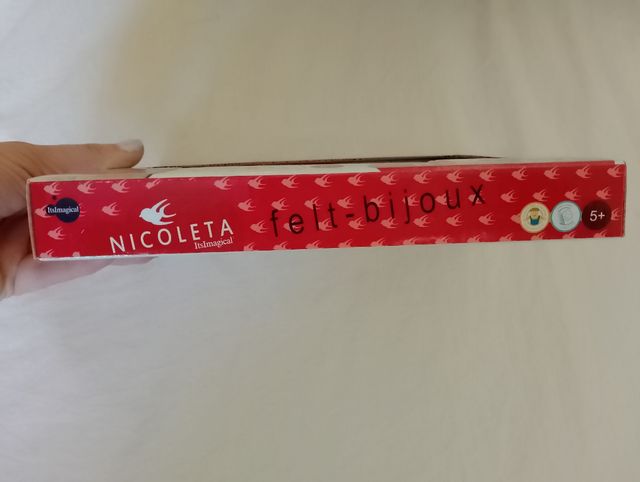 ItsImagical
NICOLETA
ItsImagical
felt-bijoux
5+